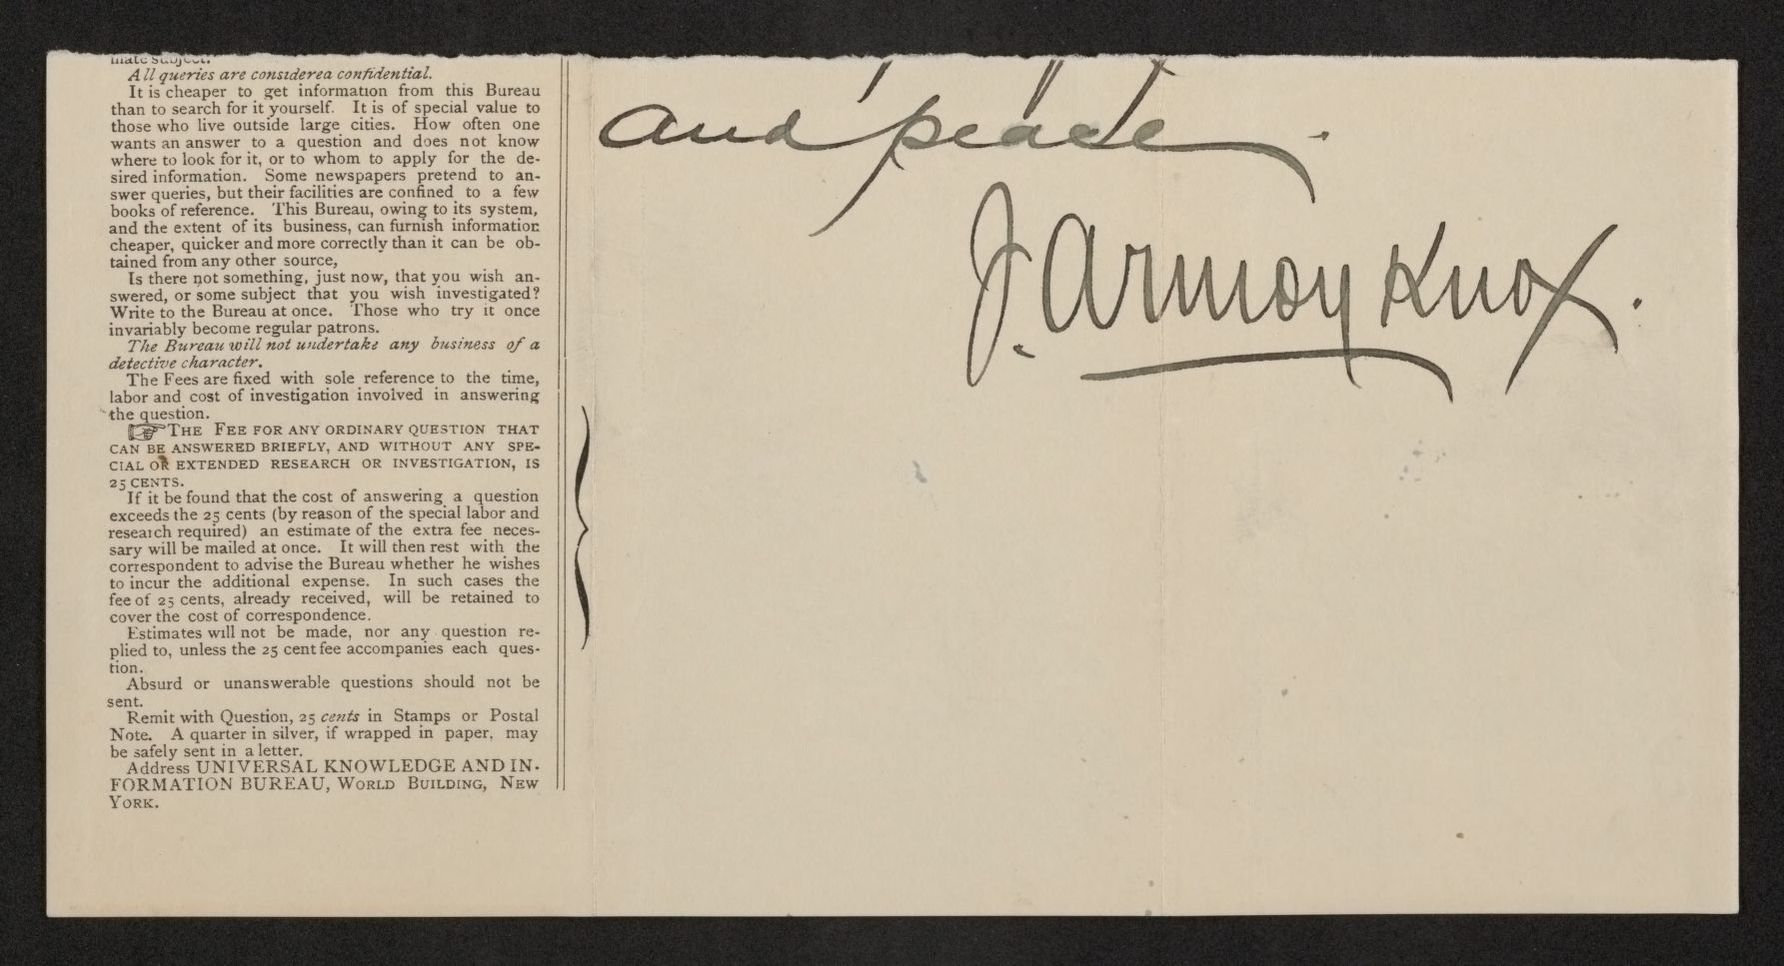 mate subject.
All queries are considered confidential.
It is cheaper to get information from this Bureau
than to search for it yourself. It is of special value to
those who live outside large cities. How often one
wants an answer to a question and does not know
where to look for it, or to whom to apply for the de-
sired information. Some newspapers pretend to an-
swer queries, but their facilities are confined to a few
books of reference. This Bureau, owing to its system,
and the extent of its business, can furnish information
cheaper, quicker and more correctly than it can be ob-
tained from any other source,
Is there not something, just now, that you wish an-
swered, or some subject that you wish investigated?
Write to the Bureau at once. Those who try it once
invariably become regular patrons.
The Bureau will not undertake any business of a
detective character.
The Fees are fixed with sole reference to the time,
labor and cost of investigation involved in answering
the question.
☞ THE FEE FOR ANY ORDINARY QUESTION THAT
CAN BE ANSWERED BRIEFLY, AND WITHOUT ANY SPE-
CIAL OR EXTENDED RESEARCH OR INVESTIGATION, IS
25 CENTS.
If it be found that the cost of answering a question
exceeds the 25 cents (by reason of the special labor and
research required) an estimate of the extra fee neces-
sary will be mailed at once. It will then rest with the
correspondent to advise the Bureau whether he wishes
to incur the additional expense. In such cases the
fee of 25 cents, already received, will be retained to
cover the cost of correspondence.
Estimates will not be made, nor any question re-
plied to, unless the 25 cent fee accompanies each ques-
tion.
Absurd or unanswerable questions should not be
sent.
Remit with Question, 25 cents in Stamps or Postal
Note. A quarter in silver, if wrapped in paper, may
be safely sent in a letter.
Address UNIVERSAL KNOWLEDGE AND IN-
FORMATION BUREAU, WORLD BUILDING, NEW
YORK.
and peace.
J. Armoy Knox.